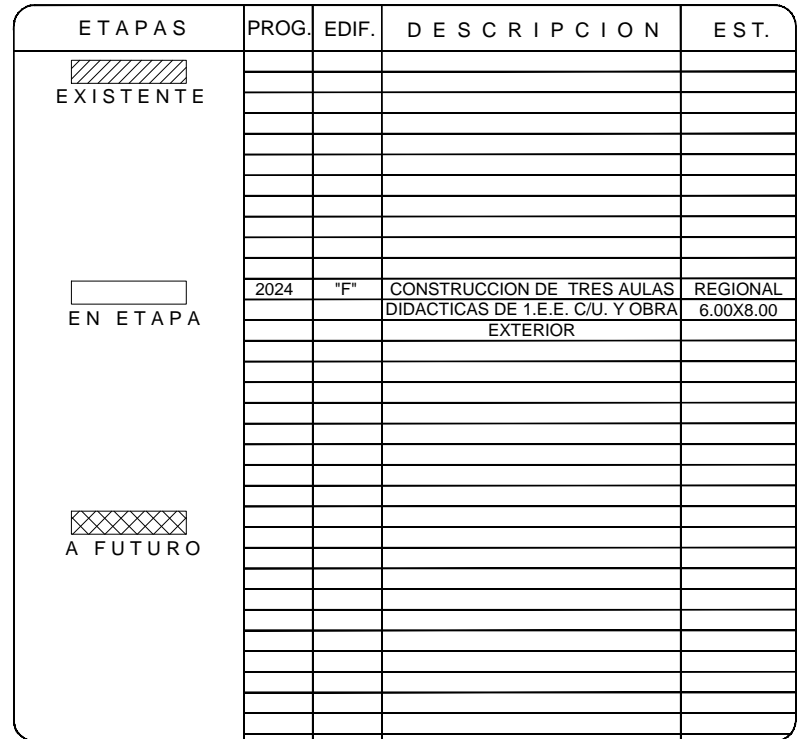 ETAPAS PROG. EDIF. DESCRIPCION EST.
EXISTENTE
2024 "F" CONSTRUCCION DE TRES AULAS REGIONAL
EN ETAPA DIDACTICAS DE 1.E.E. C/U. Y OBRA 6.00X8.00
EXTERIOR
A FUTURO